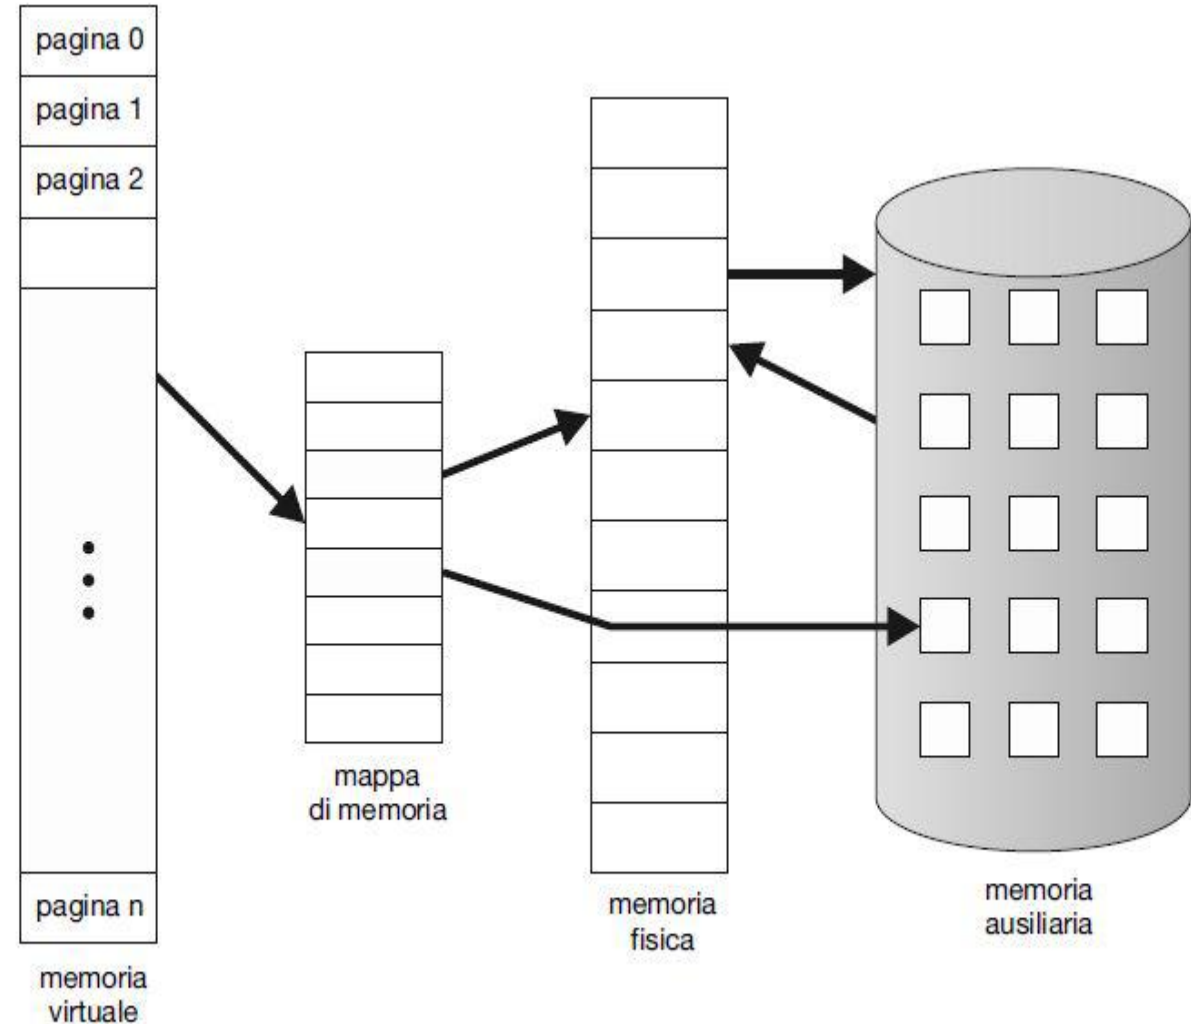 pagina 0
pagina 1
pagina 2
pagina n
memoria
virtuale
mappa
di memoria
memoria
fisica
memoria
ausiliaria